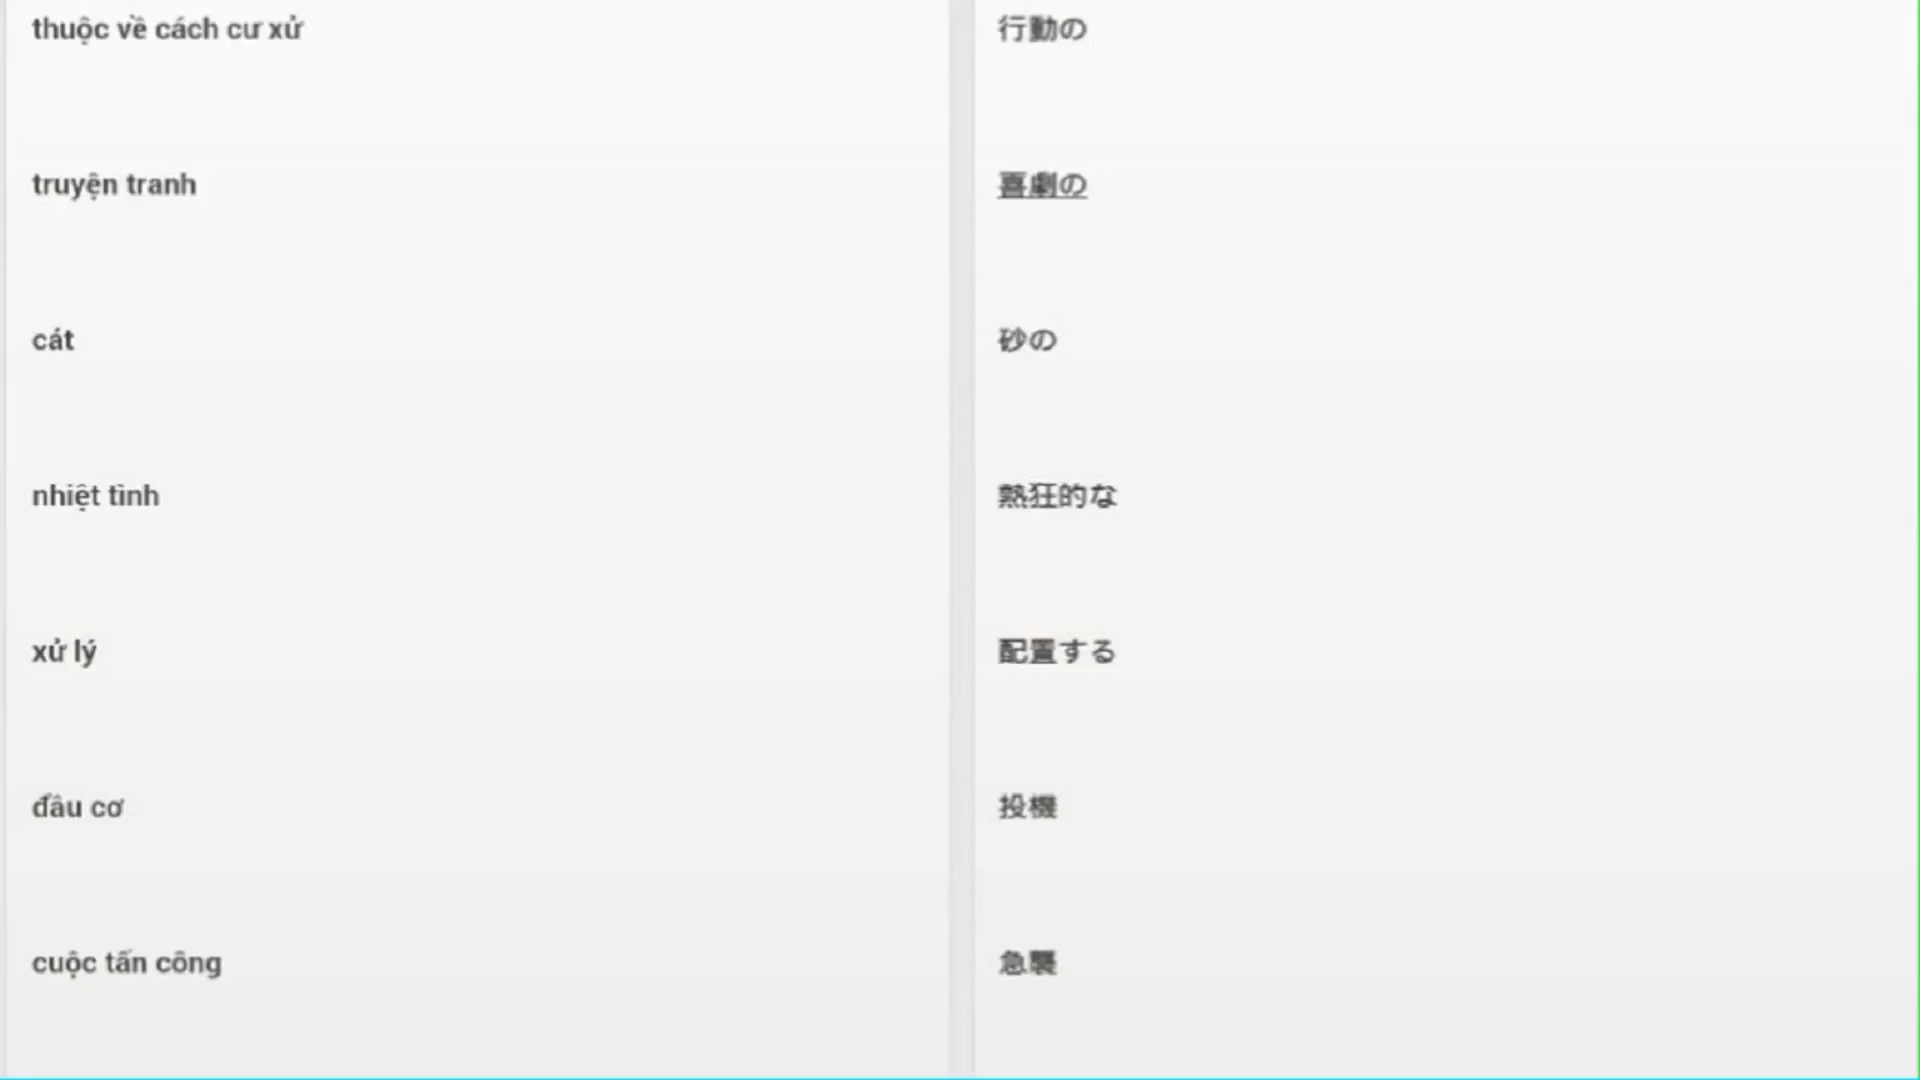 thuộc về cách cư xử
行動の
truyện tranh
喜劇の
cát
砂の
nhiệt tình
熱狂的な
xử lý
配置する
đầu cơ
投機
cuộc tấn công
急襲